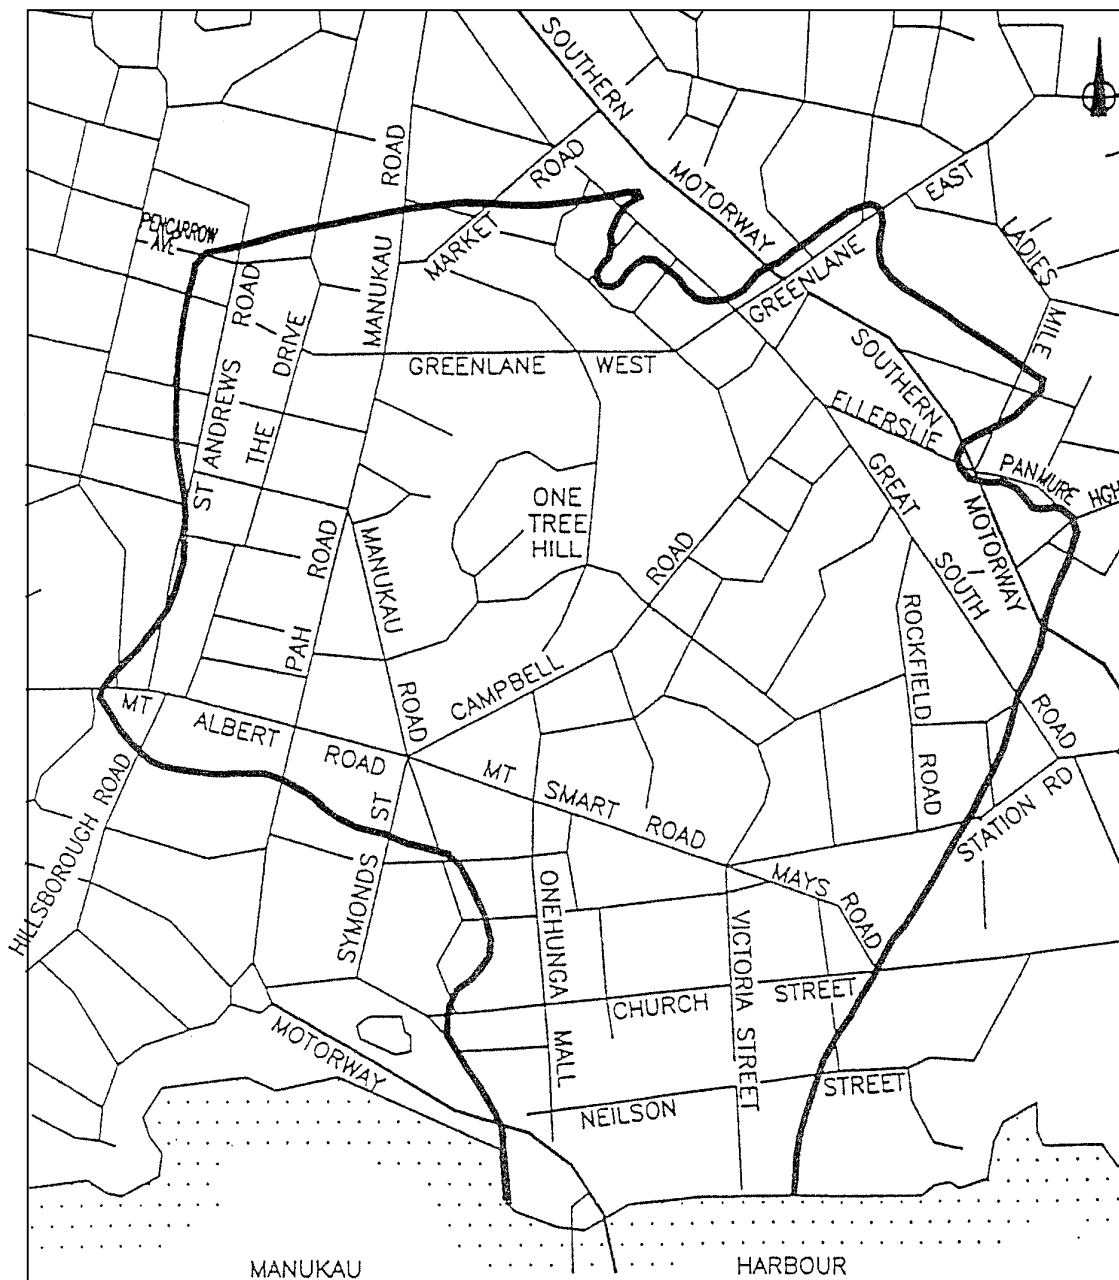 SOUTHERN
MOTORWAY
ROAD
EAST
PENCARROW
AVE
MARKET
LADIES
MILE
ST ANDREWS ROAD
THE DRIVE
MANUKAU ROAD
GREENLANE
GREENLANE WEST
SOUTHERN
MOTORWAY
ELLERSLIE
PANMURE HGH
ONE
TREE
HILL
GREAT SOUTH ROAD
PAH ROAD
MANUKAU ROAD
CAMPBELL ROAD
ROCKFIELD ROAD
MT ALBERT ROAD
MT SMART ROAD
HILLSBOROUGH ROAD
SYMONDS ST
STATION RD
MAYS ROAD
ONEHUNGA MALL
VICTORIA STREET
CHURCH STREET
MOTORWAY
NEILSON STREET
MANUKAU HARBOUR